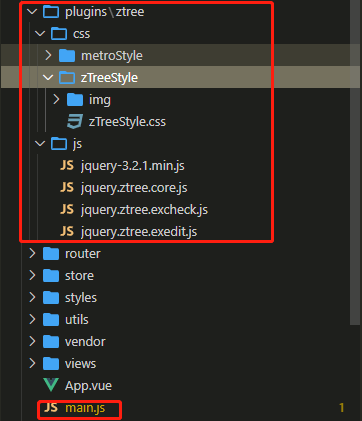 plugins\ztree
css
metroStyle
zTreeStyle
img
zTreeStyle.css
js
JS jquery-3.2.1.min.js
JS jquery.ztree.core.js
JS jquery.ztree.excheck.js
JS jquery.ztree.exedit.js
router
store
styles
utils
vendor
views
App.vue
JS main.js 1